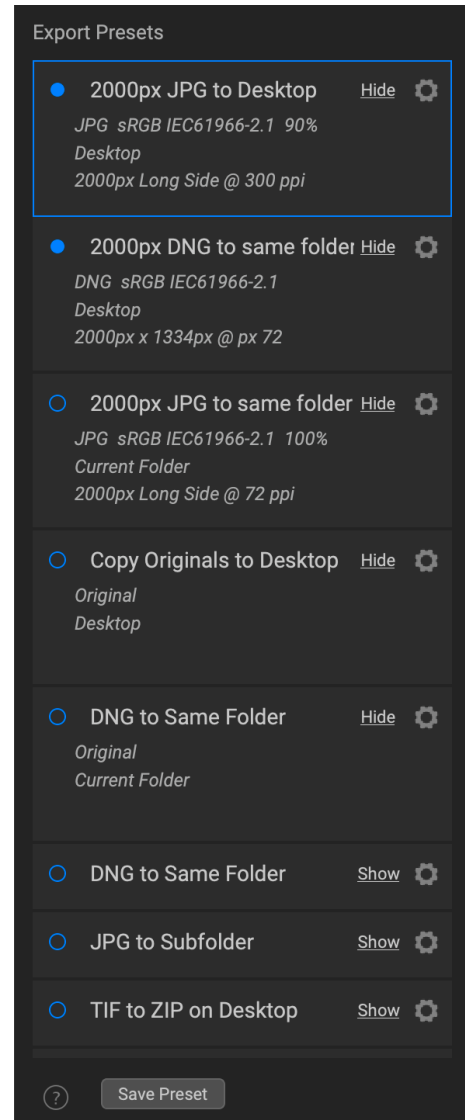 Export Presets
2000px JPG to Desktop Hide
JPG sRGB IEC61966-2.1 90%
Desktop
2000px Long Side @ 300 ppi
2000px DNG to same folder Hide
DNG sRGB IEC61966-2.1
Desktop
2000px x 1334px @ px 72
2000px JPG to same folder Hide
JPG sRGB IEC61966-2.1 100%
Current Folder
2000px Long Side @ 72 ppi
Copy Originals to Desktop Hide
Original
Desktop
DNG to Same Folder Hide
Original
Current Folder
DNG to Same Folder Show
JPG to Subfolder Show
TIF to ZIP on Desktop Show
? Save Preset